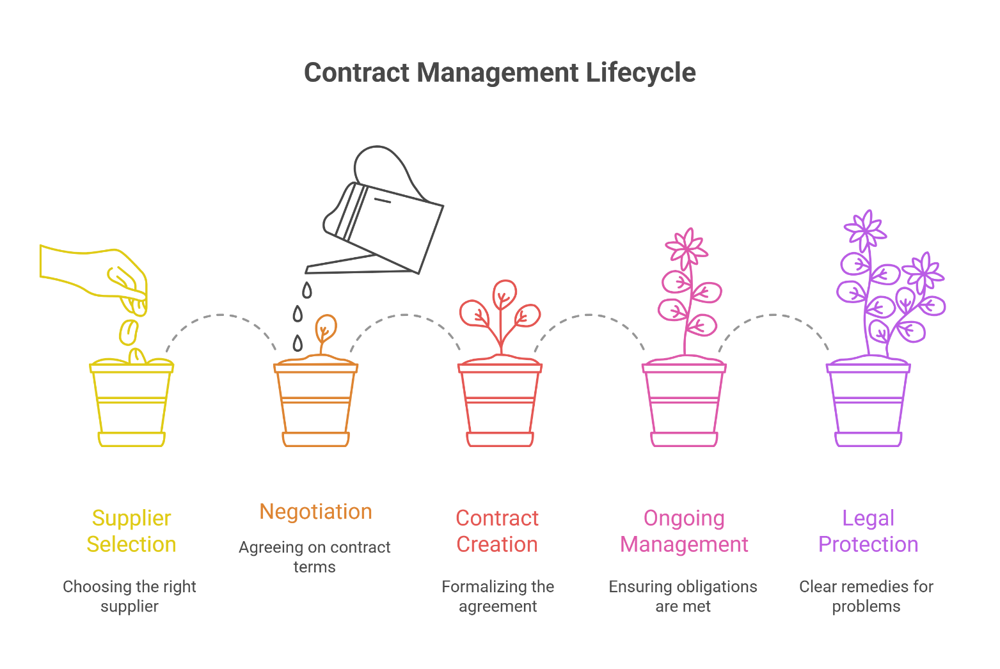 Contract Management Lifecycle
Supplier
Selection
Choosing the right
supplier
Negotiation
Agreeing on contract
terms
Contract
Creation
Formalizing the
agreement
Ongoing
Management
Ensuring obligations
are met
Legal
Protection
Clear remedies for
problems